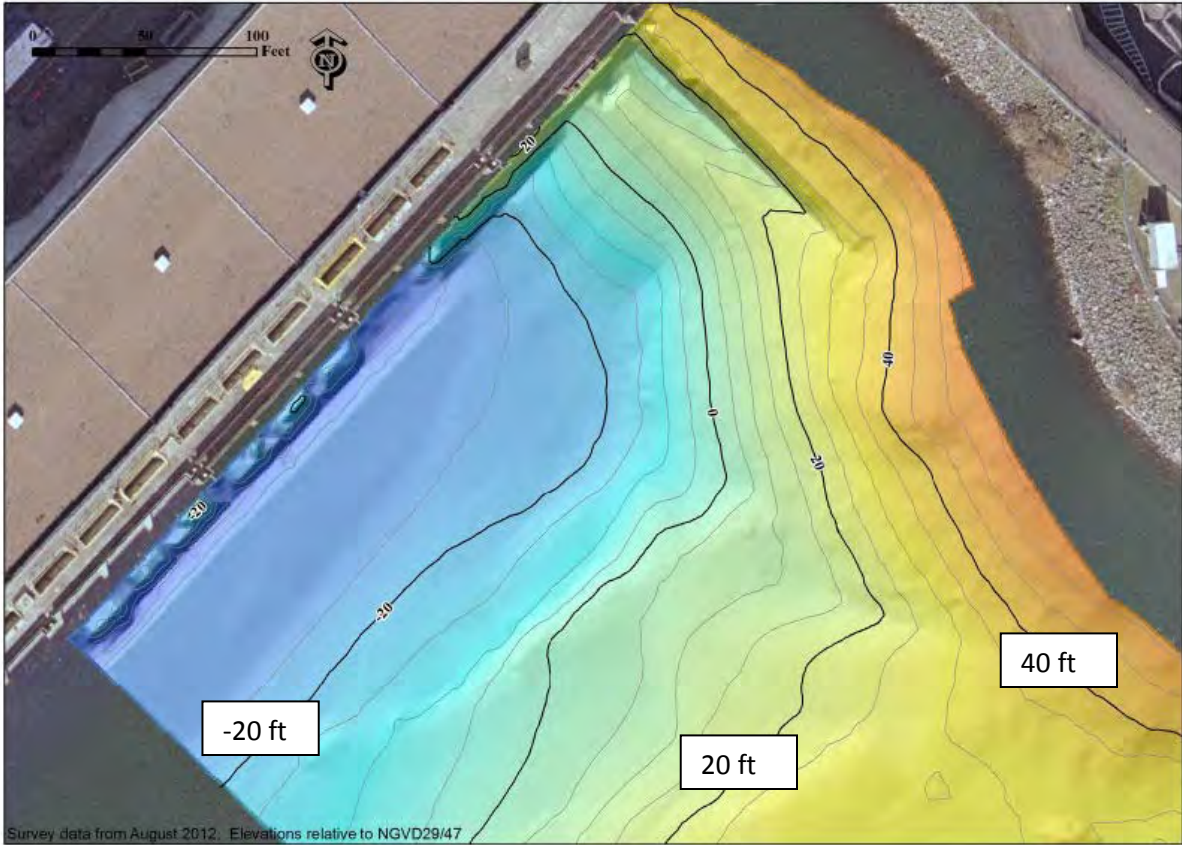 0 50 100
Feet
N
20
40
0
20
-20
-20
40 ft
-20 ft
20 ft
Survey data from August 2012. Elevations relative to NGVD29/47